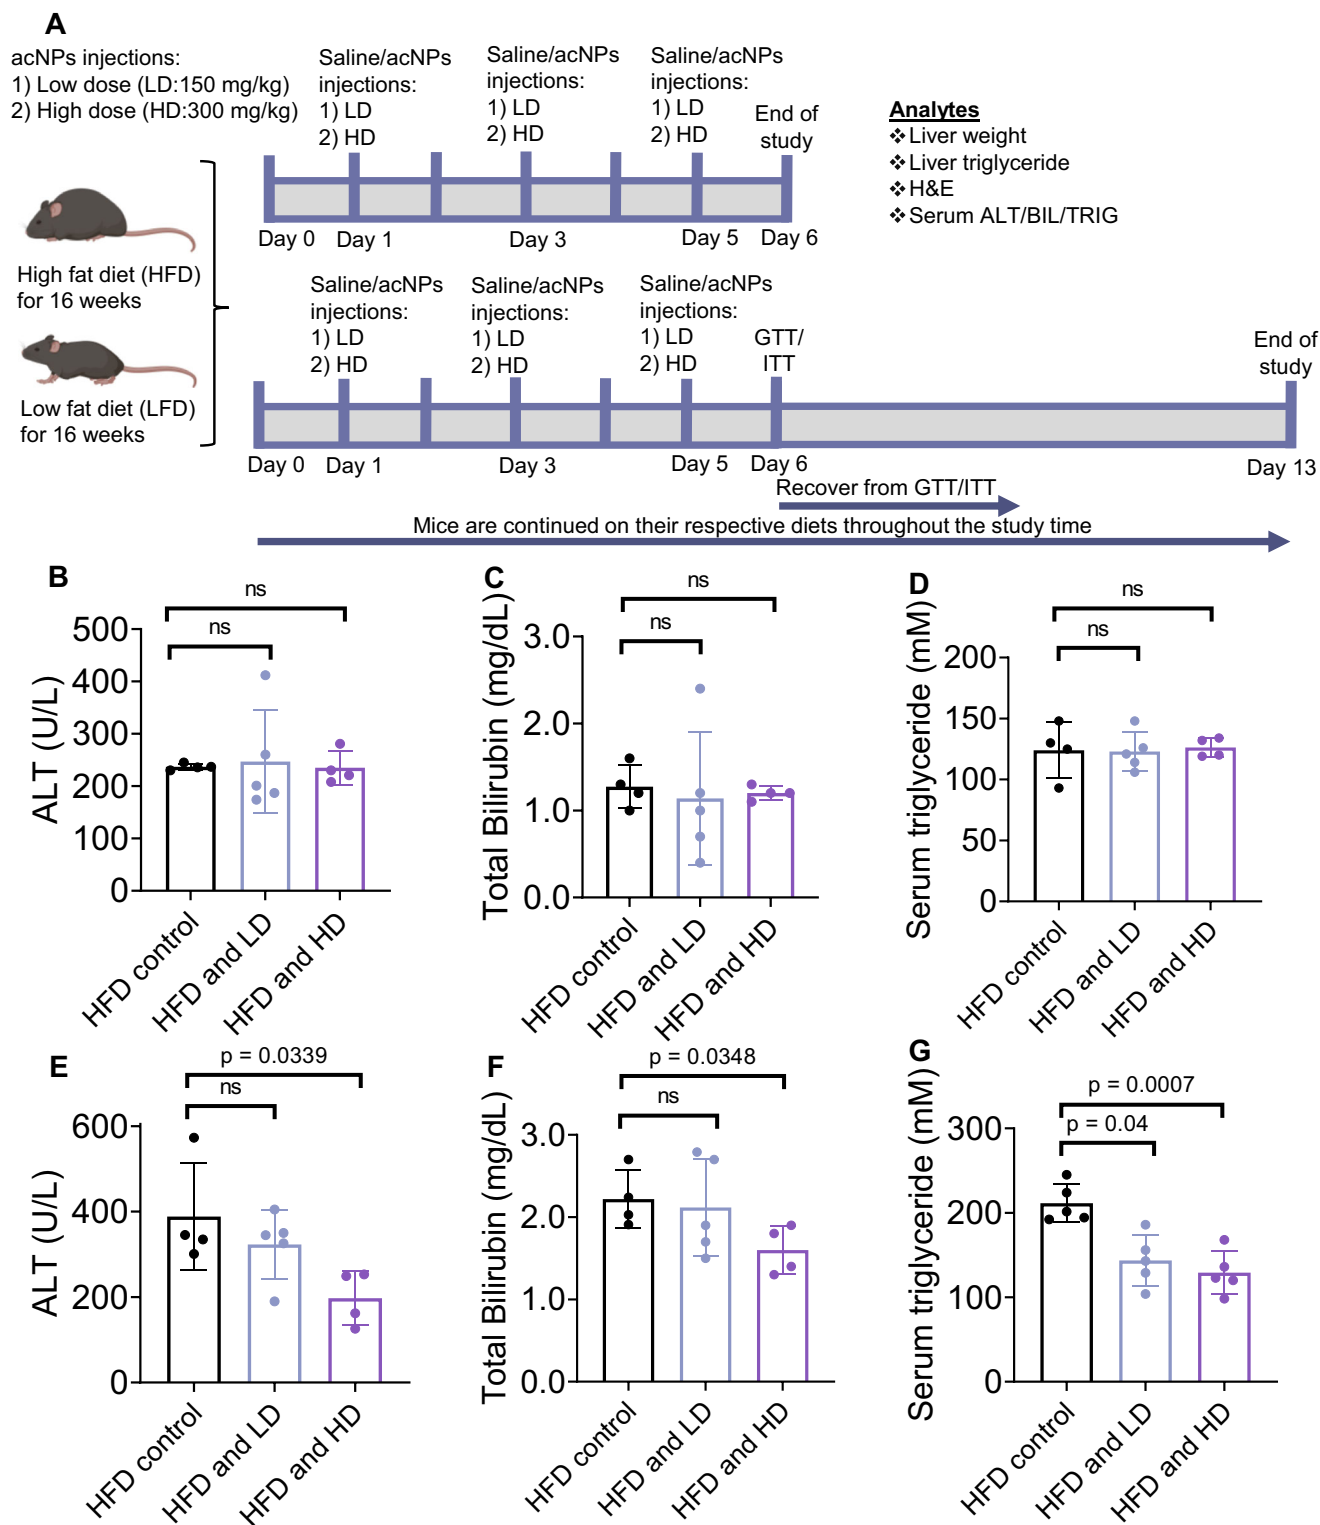 A
acNPs injections:
1) Low dose (LD:150 mg/kg)
2) High dose (HD:300 mg/kg)
Saline/acNPs
injections:
1) LD
2) HD
Saline/acNPs
injections:
1) LD
2) HD
Saline/acNPs
injections:
1) LD
2) HD
End of
study
Analytes
❖ Liver weight
❖ Liver triglyceride
❖ H&E
❖ Serum ALT/BIL/TRIG
Day 0
Day 1
Day 3
Day 5
Day 6
High fat diet (HFD)
for 16 weeks
Low fat diet (LFD)
for 16 weeks
Saline/acNPs
injections:
1) LD
2) HD
Saline/acNPs
injections:
1) LD
2) HD
Saline/acNPs
injections:
1) LD
2) HD
GTT/
ITT
End of
study
Day 0
Day 1
Day 3
Day 5
Day 6
Day 13
Recover from GTT/ITT
Mice are continued on their respective diets throughout the study time
B
ns
ns
ALT (U/L)
500
400
300
200
100
0
HFD control
HFD and LD
HFD and HD
C
ns
ns
Total Bilirubin (mg/dL)
3.0
2.0
1.0
0.0
HFD control
HFD and LD
HFD and HD
D
ns
ns
Serum triglyceride (mM)
200
150
100
50
0
HFD control
HFD and LD
HFD and HD
E
p = 0.0339
ns
ALT (U/L)
600
400
200
0
HFD control
HFD and LD
HFD and HD
F
p = 0.0348
ns
Total Bilirubin (mg/dL)
3.0
2.0
1.0
0.0
HFD control
HFD and LD
HFD and HD
G
p = 0.0007
p = 0.04
Serum triglyceride (mM)
300
200
100
0
HFD control
HFD and LD
HFD and HD